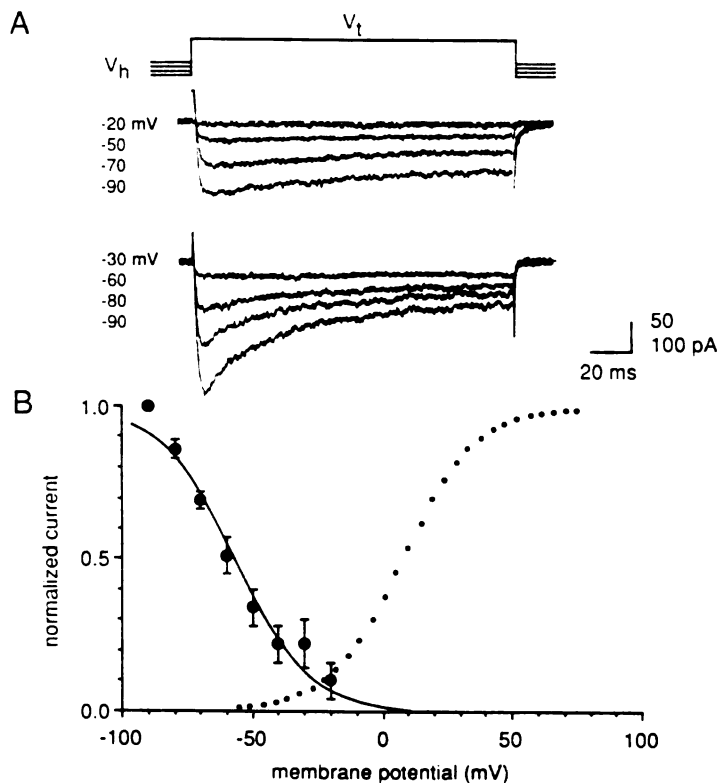 A
Vt
Vh
-20 mV
-50
-70
-90
-30 mV
-60
-80
-90
50
100 pA
20 ms
B
1.0
0.5
0.0
normalized current
-100
-50
0
50
100
membrane potential (mV)